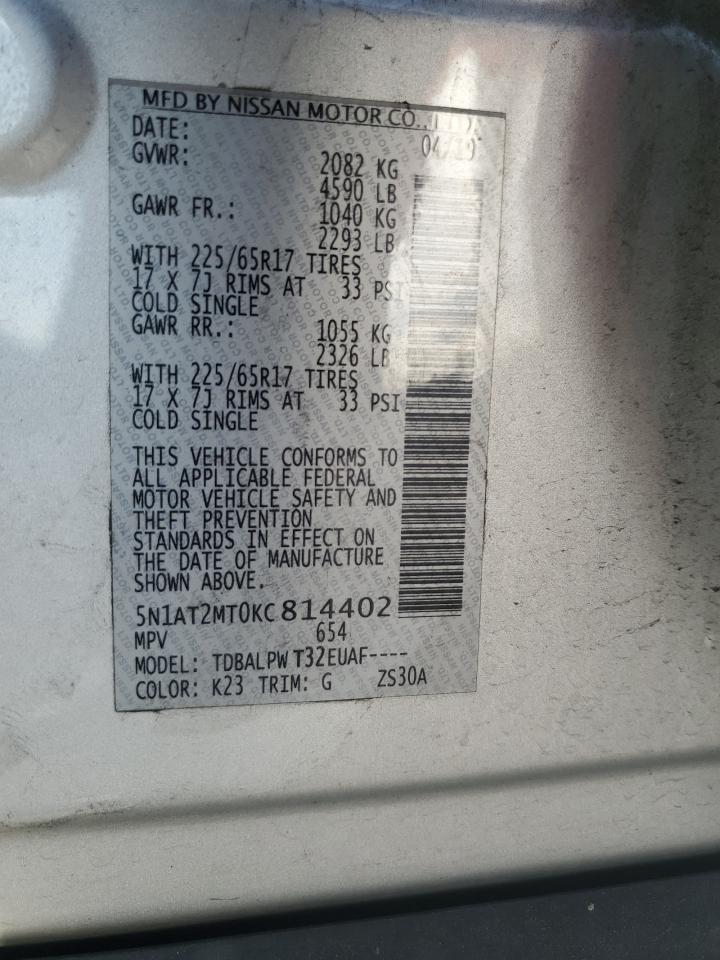 MFD BY NISSAN MOTOR CO., LTD.
DATE: 04/19
GVWR: 2082 KG
4590 LB
GAWR FR.: 1040 KG
2293 LB
WITH 225/65R17 TIRES
17 X 7J RIMS AT 33 PSI
COLD SINGLE
GAWR RR.: 1055 KG
2326 LB
WITH 225/65R17 TIRES
17 X 7J RIMS AT 33 PSI
COLD SINGLE
THIS VEHICLE CONFORMS TO
ALL APPLICABLE FEDERAL
MOTOR VEHICLE SAFETY AND
THEFT PREVENTION
STANDARDS IN EFFECT ON
THE DATE OF MANUFACTURE
SHOWN ABOVE.
5N1AT2MT0KC814402
MPV 654
MODEL: TDBALPW T32EUAF----
COLOR: K23 TRIM: G ZS30A